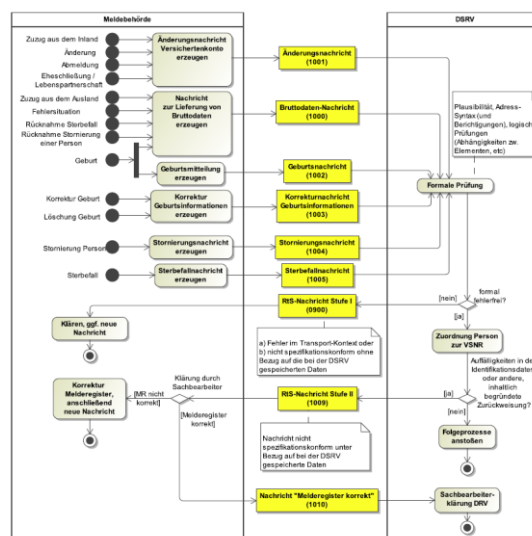 Meldebehörde
DSRV
Zuzug aus dem Inland
Änderung
Abmeldung
Eheschließung /
Lebenspartnerschaft
Änderungsnachricht
Versichertenkonto
erzeugen
Änderungsnachricht
(1001)
Zuzug aus dem Ausland
Fehlersituation
Rücknahme Sterbefall
Rücknahme Stornierung
einer Person
Geburt
Nachricht
zur Lieferung von
Bruttodaten
erzeugen
Bruttodaten-Nachricht
(1000)
Plausibilität, Adress-
Syntax (und
Berichtigungen), logisch
Prüfungen
(Abhängigkeiten zw.
Elementen, etc)
Geburtsmitteilung
erzeugen
Geburtsnachricht
(1002)
Formale Prüfung
Korrektur Geburt
Löschung Geburt
Korrektur
Geburtsinformationen
erzeugen
Korrekturnachricht
Geburtsinformationen
(1003)
Stornierung Person
Stornierungsnachricht
erzeugen
Stornierungsnachricht
(1004)
Sterbefall
Sterbefallnachricht
erzeugen
Sterbefallnachricht
(1005)
Klären, ggf. neue
Nachricht
RtS-Nachricht Stufe I
(0900)
[nein]
formal
fehlerfrei?
[ja]
a) Fehler im Transport-Kontext oder
b) nicht spezifikationskonform ohne
Bezug auf die bei der DSRV
gespeicherten Daten
Zuordnung Person
zur VSNR
Auffälligkeiten in de
Identifikationsdater
oder andere,
inhaltlich
begründete
Zurückweisung?
Korrektur
Melderegister,
anschließend
neue Nachricht
[MR nicht
korrekt]
Klärung durch
Sachbearbeiter
[Melderegister
korrekt]
RtS-Nachricht Stufe II
(1009)
[ja]
[nein]
Nachricht nicht
spezifikationskonform unter
Bezug auf bei der DSRV
gespeicherte Daten
Folgeprozesse
anstoßen
Nachricht "Melderegister korrekt"
(1010)
Sachbearbeiter-
klärung DRV